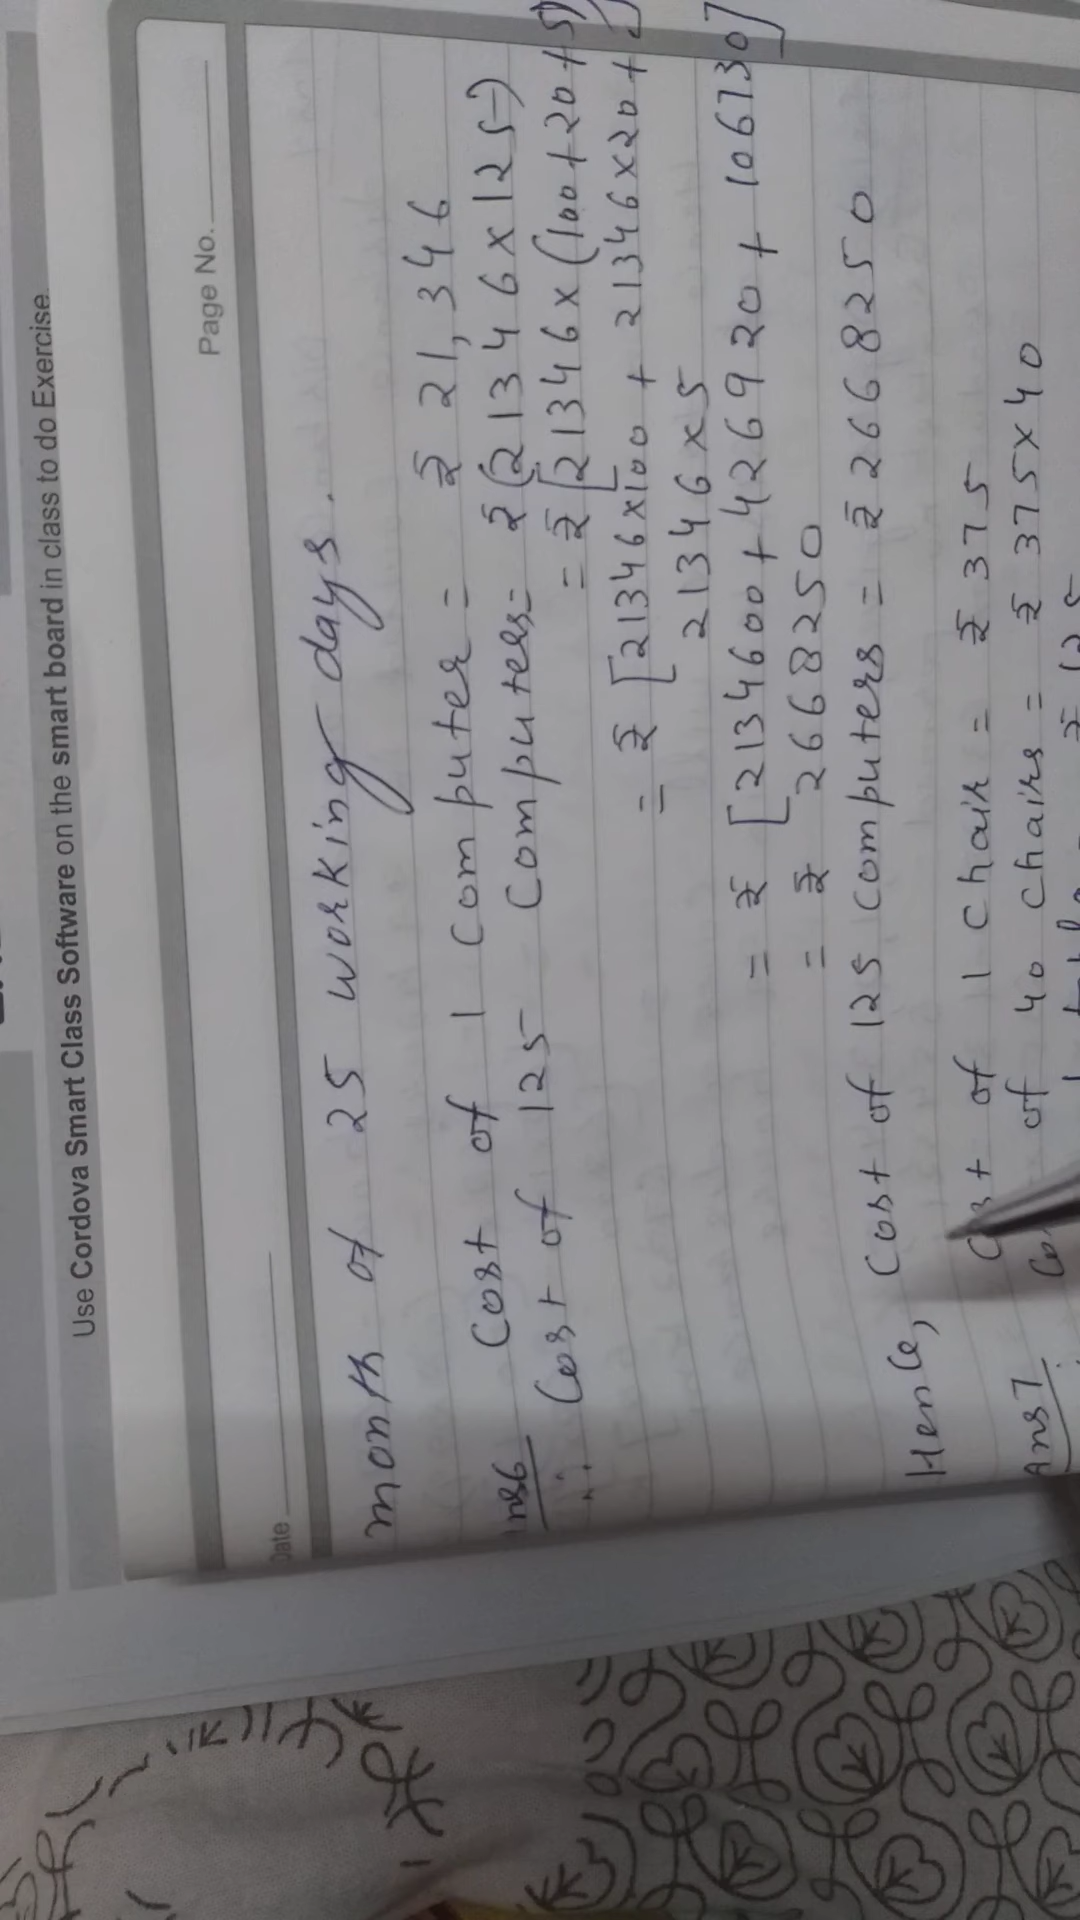 Use Cordova Smart Class Software on the smart board in class to do Exercise.
Page No.
Date
month of 25 working days.
Cost of 1 Computer = ₹ 21,346
∴ Cost of 125 Computers = ₹ (21346 × 125)
= ₹ [21346 × (100 + 20 + 5)]
= ₹ [21346 × 100 + 21346 × 20 +
21346 × 5
= ₹ [2134600 + 426920 + 106730]
= ₹ 2668250
Hence, Cost of 125 Computers = ₹ 2668250
Ans7 Cost of 1 chair = ₹ 375
of 40 chairs = ₹ 375 × 40